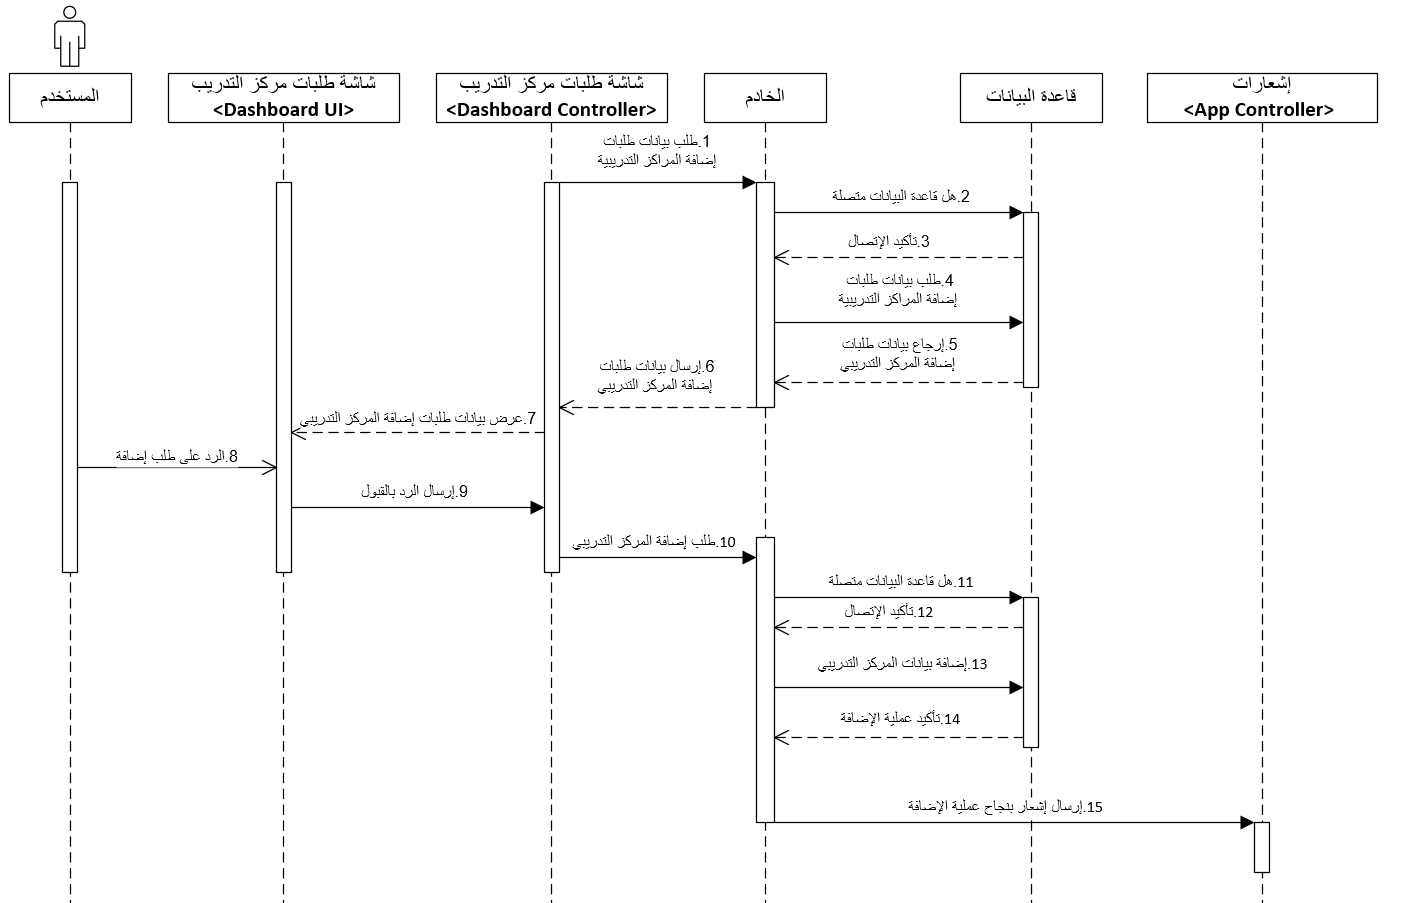 المستخدم
شاشة طلبات مركز التدريب
<Dashboard UI>
شاشة طلبات مركز التدريب
<Dashboard Controller>
الخادم
قاعدة البيانات
إشعارات
<App Controller>
1.طلب بيانات طلبات
إضافة المراكز التدريبية
2.هل قاعدة البيانات متصلة
3.تأكيد الإتصال
4.طلب بيانات طلبات
إضافة المراكز التدريبية
5.إرجاع بيانات طلبات
إضافة المركز التدريبي
6.إرسال بيانات طلبات
إضافة المركز التدريبي
7.عرض بيانات طلبات إضافة المركز التدريبي
8.الرد على طلب إضافة
9.إرسال الرد بالقبول
10.طلب إضافة المركز التدريبي
11.هل قاعدة البيانات متصلة
12.تأكيد الإتصال
13.إضافة بيانات المركز التدريبي
14.تأكيد عملية الإضافة
15.إرسال إشعار بنجاح عملية الإضافة